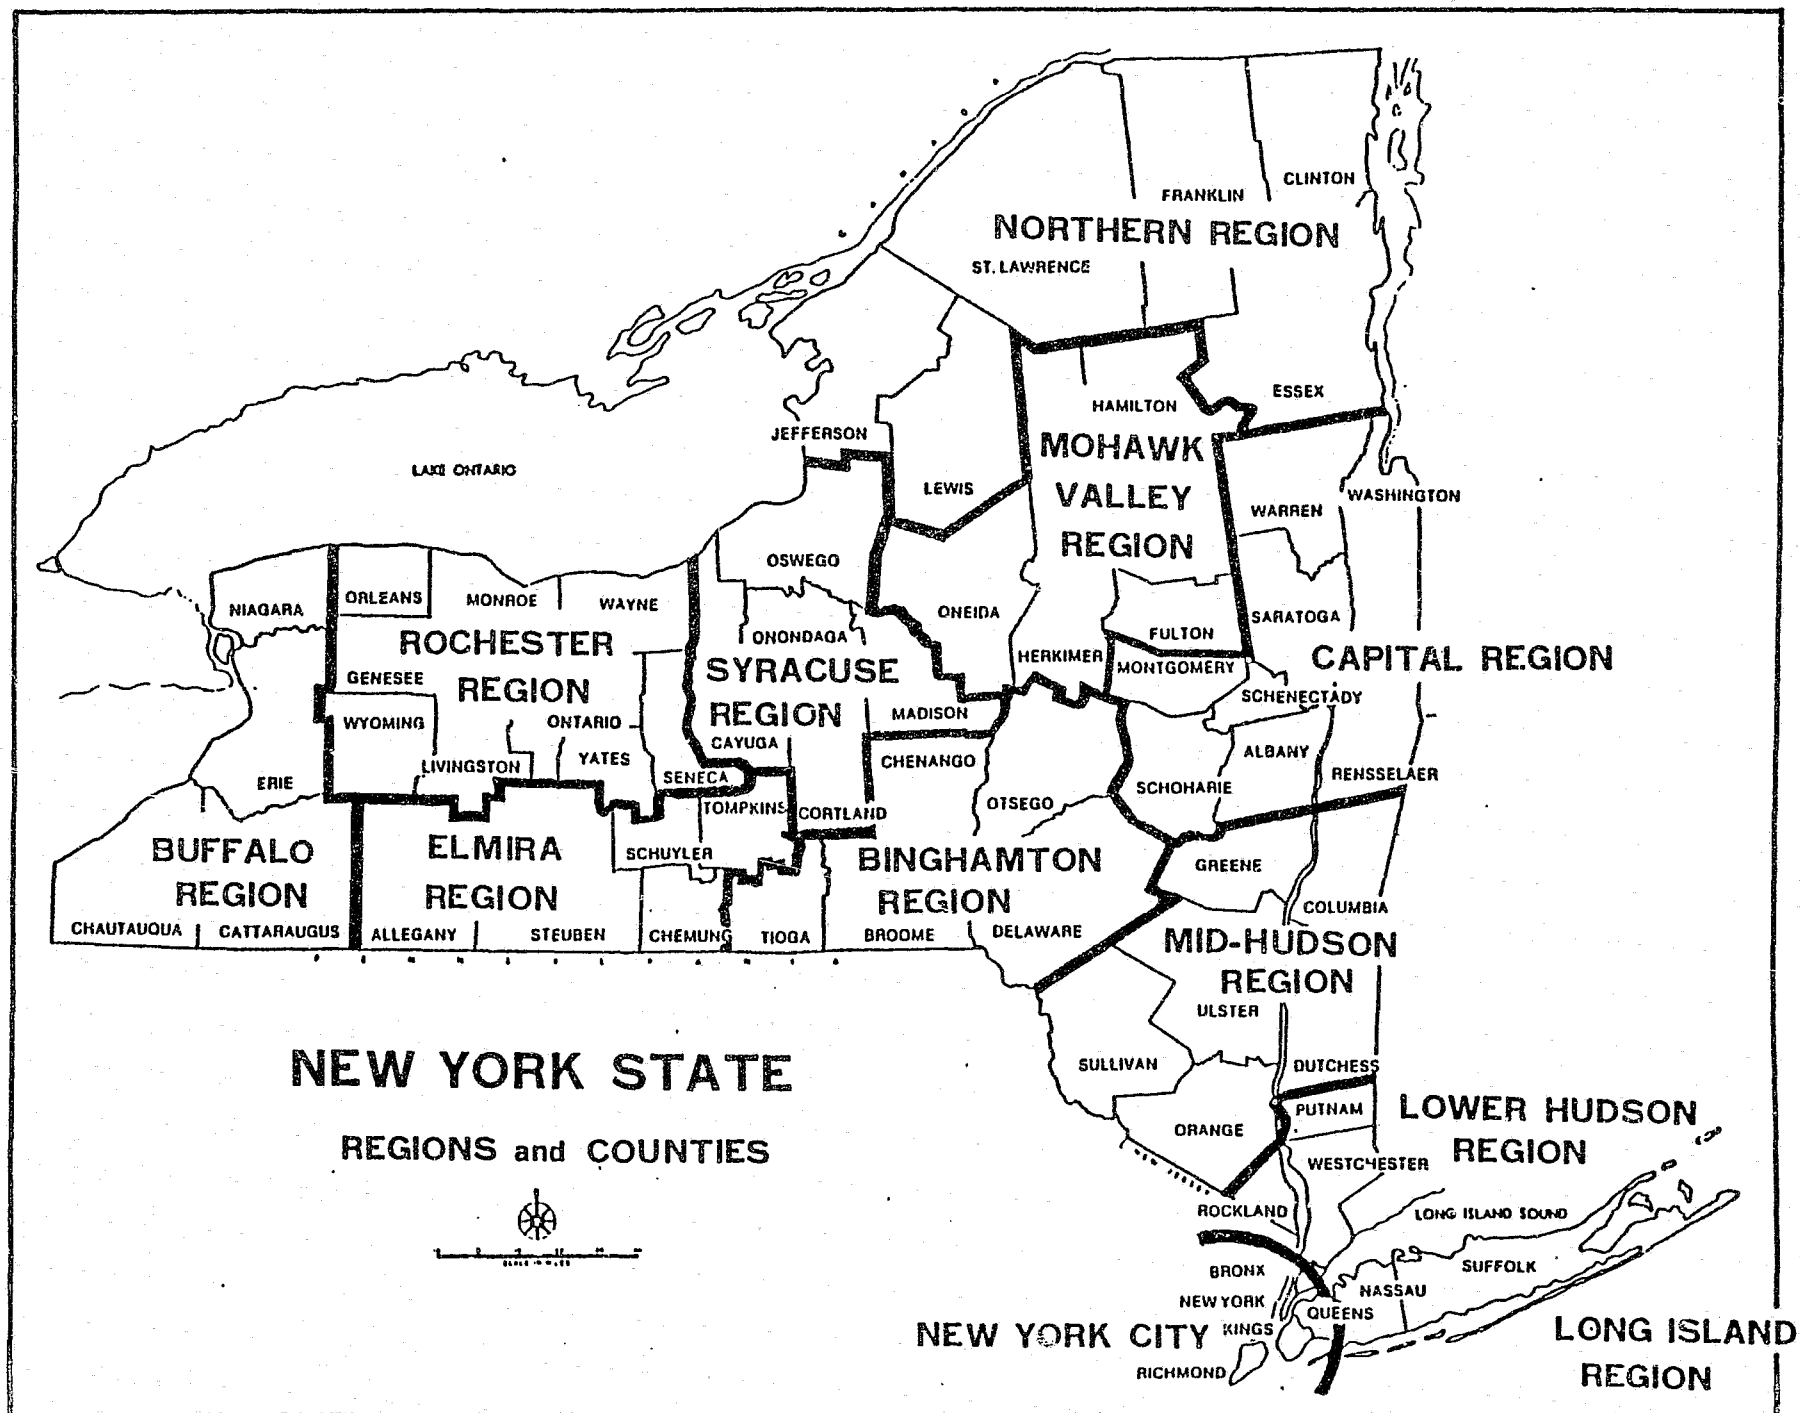 CLINTON
FRANKLIN
NORTHERN REGION
ST. LAWRENCE
ESSEX
HAMILTON
JEFFERSON
MOHAWK
VALLEY
REGION
LAKE ONTARIO
LEWIS
WASHINGTON
WARREN
OSWEGO
ORLEANS
MONROE
WAYNE
NIAGARA
ONEIDA
SARATOGA
ONONDAGA
FULTON
ROCHESTER
REGION
HERKIMER
MONTGOMERY
CAPITAL REGION
SYRACUSE
REGION
GENESEE
SCHENECTADY
WYOMING
ONTARIO
MADISON
CAYUGA
ALBANY
LIVINGSTON
YATES
CHENANGO
SENECA
RENSSELAER
ERIE
SCHOHARIE
OTSEGO
TOMPKINS
CORTLAND
BUFFALO
REGION
ELMIRA
REGION
SCHUYLER
BINGHAMTON
REGION
GREENE
COLUMBIA
CHAUTAUQUA
CATTARAUGUS
ALLEGANY
STEUBEN
CHEMUNG
TIOGA
BROOME
DELAWARE
MID-HUDSON
REGION
ULSTER
SULLIVAN
DUTCHESS
NEW YORK STATE
REGIONS and COUNTIES
PUTNAM
LOWER HUDSON
REGION
ORANGE
WESTCHESTER
ROCKLAND
LONG ISLAND SOUND
BRONX
SUFFOLK
NASSAU
NEW YORK
QUEENS
NEW YORK CITY
KINGS
RICHMOND
LONG ISLAND
REGION